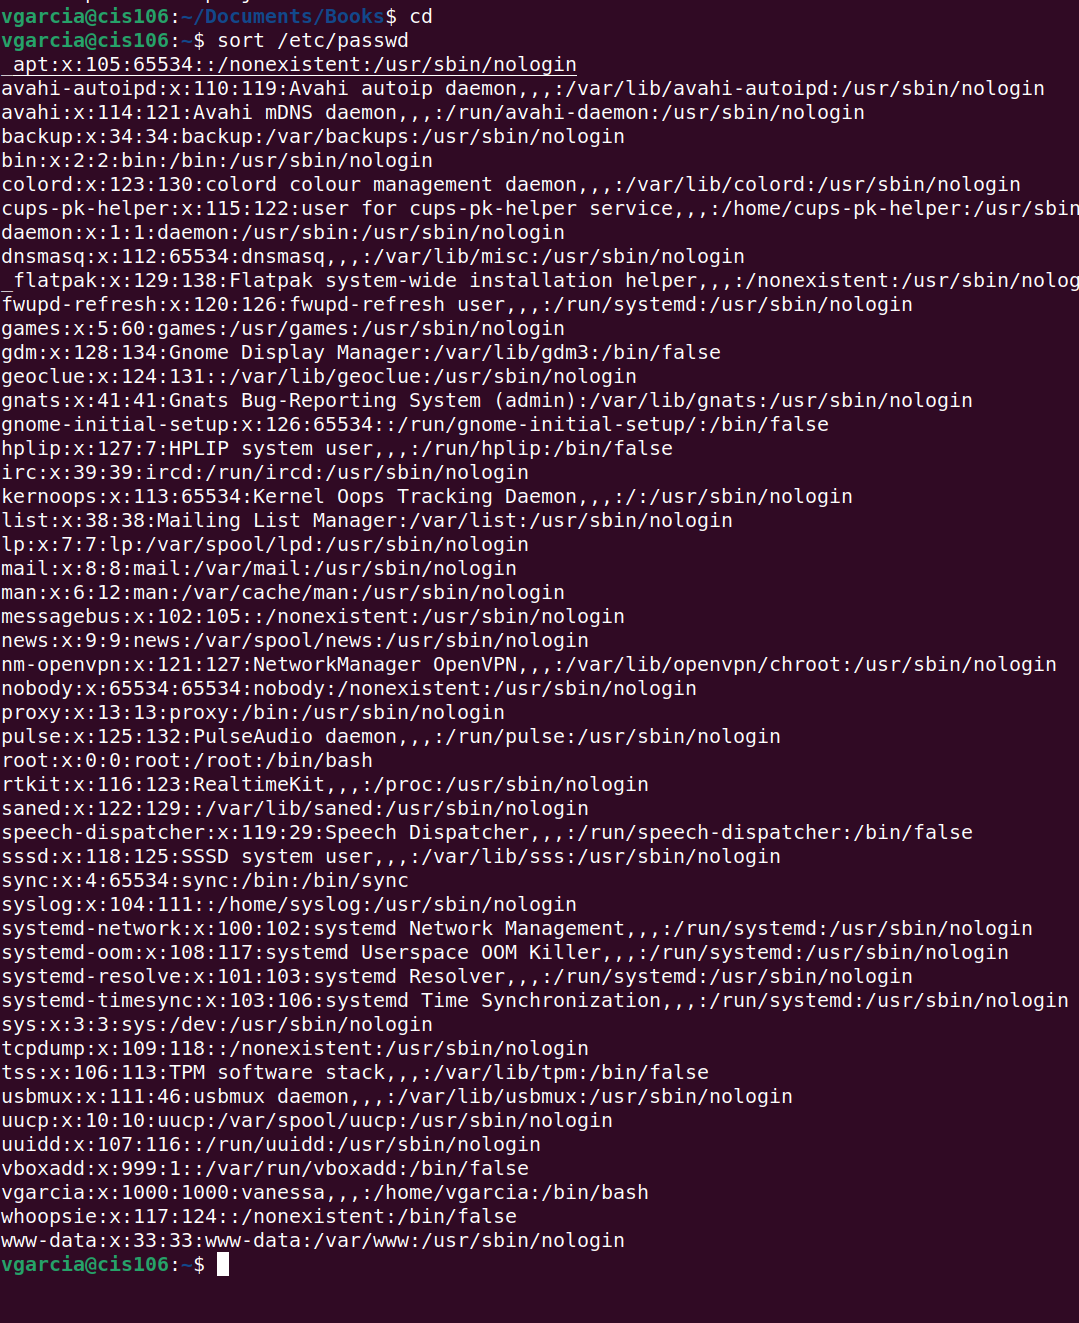 vgarcia@cis106:~/Documents/Books$ cd
vgarcia@cis106:~$ sort /etc/passwd
_apt:x:105:65534::/nonexistent:/usr/sbin/nologin
avahi-autoipd:x:110:119:Avahi autoip daemon,,,:/var/lib/avahi-autoipd:/usr/sbin/nologin
avahi:x:114:121:Avahi mDNS daemon,,,:/run/avahi-daemon:/usr/sbin/nologin
backup:x:34:34:backup:/var/backups:/usr/sbin/nologin
bin:x:2:2:bin:/bin:/usr/sbin/nologin
colord:x:123:130:colord colour management daemon,,,:/var/lib/colord:/usr/sbin/nologin
cups-pk-helper:x:115:122:user for cups-pk-helper service,,,:/home/cups-pk-helper:/usr/sbin
daemon:x:1:1:daemon:/usr/sbin:/usr/sbin/nologin
dnsmasq:x:112:65534:dnsmasq,,,:/var/lib/misc:/usr/sbin/nologin
_flatpak:x:129:138:Flatpak system-wide installation helper,,,:/nonexistent:/usr/sbin/nolog
fwupd-refresh:x:120:126:fwupd-refresh user,,,:/run/systemd:/usr/sbin/nologin
games:x:5:60:games:/usr/games:/usr/sbin/nologin
gdm:x:128:134:Gnome Display Manager:/var/lib/gdm3:/bin/false
geoclue:x:124:131::/var/lib/geoclue:/usr/sbin/nologin
gnats:x:41:41:Gnats Bug-Reporting System (admin):/var/lib/gnats:/usr/sbin/nologin
gnome-initial-setup:x:126:65534::/run/gnome-initial-setup/:/bin/false
hplip:x:127:7:HPLIP system user,,,:/run/hplip:/bin/false
irc:x:39:39:ircd:/run/ircd:/usr/sbin/nologin
kernoops:x:113:65534:Kernel Oops Tracking Daemon,,,:/:/usr/sbin/nologin
list:x:38:38:Mailing List Manager:/var/list:/usr/sbin/nologin
lp:x:7:7:lp:/var/spool/lpd:/usr/sbin/nologin
mail:x:8:8:mail:/var/mail:/usr/sbin/nologin
man:x:6:12:man:/var/cache/man:/usr/sbin/nologin
messagebus:x:102:105::/nonexistent:/usr/sbin/nologin
news:x:9:9:news:/var/spool/news:/usr/sbin/nologin
nm-openvpn:x:121:127:NetworkManager OpenVPN,,,:/var/lib/openvpn/chroot:/usr/sbin/nologin
nobody:x:65534:65534:nobody:/nonexistent:/usr/sbin/nologin
proxy:x:13:13:proxy:/bin:/usr/sbin/nologin
pulse:x:125:132:PulseAudio daemon,,,:/run/pulse:/usr/sbin/nologin
root:x:0:0:root:/root:/bin/bash
rtkit:x:116:123:RealtimeKit,,,:/proc:/usr/sbin/nologin
saned:x:122:129::/var/lib/saned:/usr/sbin/nologin
speech-dispatcher:x:119:29:Speech Dispatcher,,,:/run/speech-dispatcher:/bin/false
sssd:x:118:125:SSSD system user,,,:/var/lib/sss:/usr/sbin/nologin
sync:x:4:65534:sync:/bin:/bin/sync
syslog:x:104:111::/home/syslog:/usr/sbin/nologin
systemd-network:x:100:102:systemd Network Management,,,:/run/systemd:/usr/sbin/nologin
systemd-oom:x:108:117:systemd Userspace OOM Killer,,,:/run/systemd:/usr/sbin/nologin
systemd-resolve:x:101:103:systemd Resolver,,,:/run/systemd:/usr/sbin/nologin
systemd-timesync:x:103:106:systemd Time Synchronization,,,:/run/systemd:/usr/sbin/nologin
sys:x:3:3:sys:/dev:/usr/sbin/nologin
tcpdump:x:109:118::/nonexistent:/usr/sbin/nologin
tss:x:106:113:TPM software stack,,,:/var/lib/tpm:/bin/false
usbmux:x:111:46:usbmux daemon,,,:/var/lib/usbmux:/usr/sbin/nologin
uucp:x:10:10:uucp:/var/spool/uucp:/usr/sbin/nologin
uuidd:x:107:116::/run/uuidd:/usr/sbin/nologin
vboxadd:x:999:1::/var/run/vboxadd:/bin/false
vgarcia:x:1000:1000:vanessa,,,:/home/vgarcia:/bin/bash
whoopsie:x:117:124::/nonexistent:/bin/false
www-data:x:33:33:www-data:/var/www:/usr/sbin/nologin
vgarcia@cis106:~$